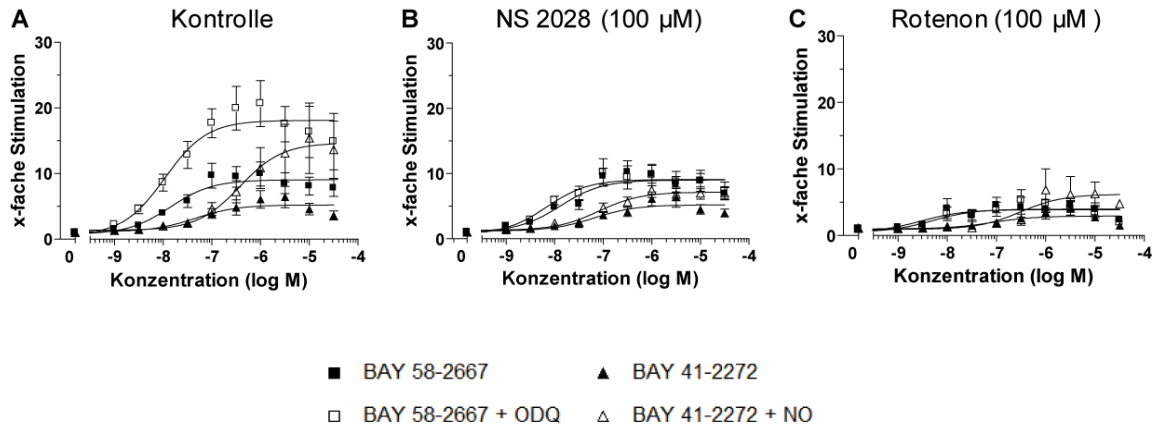 A Kontrolle
x-fache Stimulation
30
20
10
0
0 -9 -8 -7 -6 -5 -4
Konzentration (log M)
B NS 2028 (100 µM)
x-fache Stimulation
30
20
10
0
0 -9 -8 -7 -6 -5 -4
Konzentration (log M)
C Rotenon (100 µM )
x-fache Stimulation
30
20
10
0
0 -9 -8 -7 -6 -5 -4
Konzentration (log M)
BAY 58-2667
BAY 41-2272
BAY 58-2667 + ODQ
BAY 41-2272 + NO